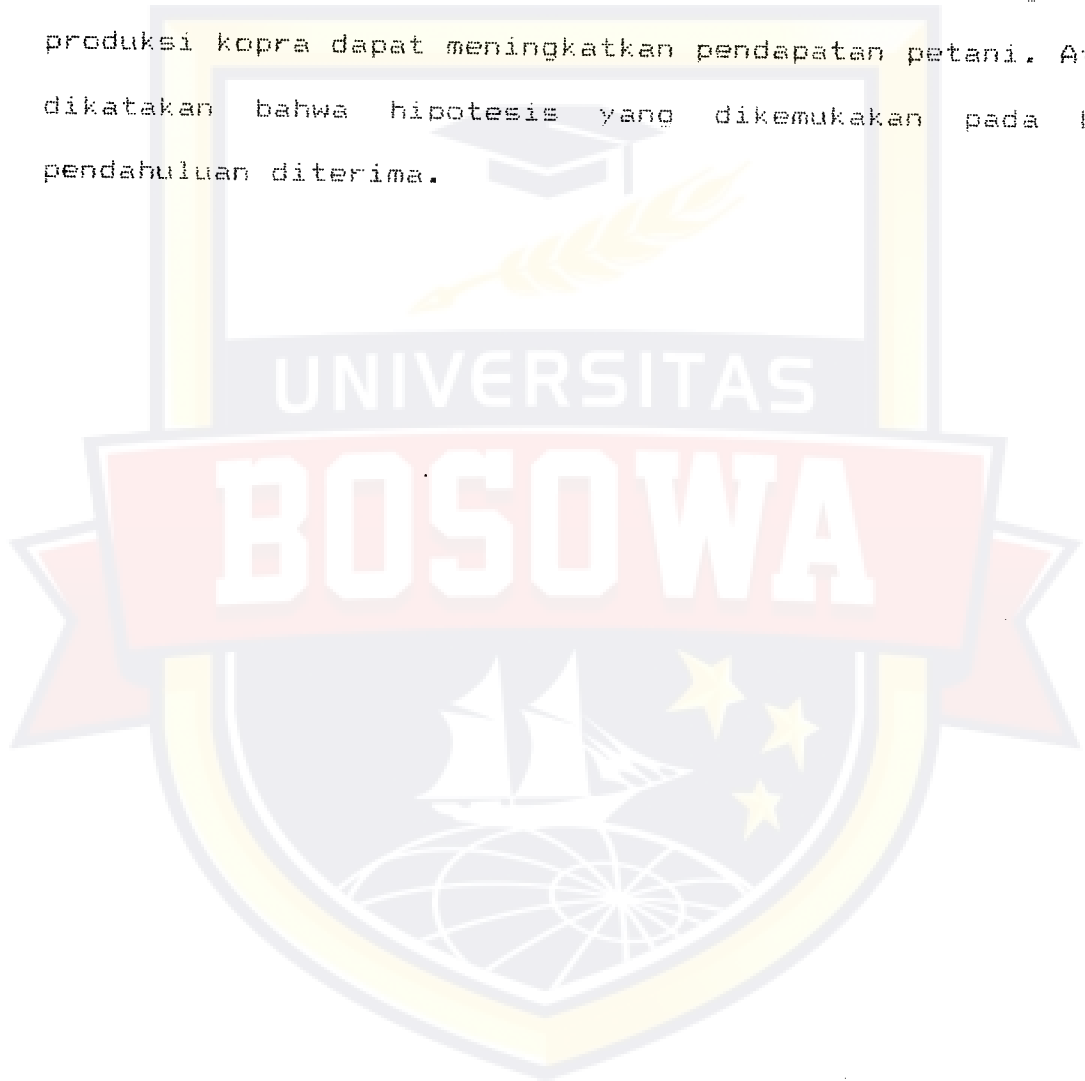 produksi kopra dapat meningkatkan pendapatan petani.
dikatakan bahwa hipotesis yang dikemukakan pada
pendahuluan diterima.
UNIVERSITAS
BOSOWA